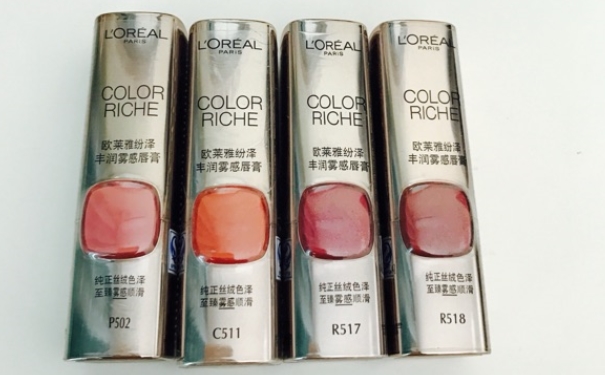 L'ORÉAL
PARIS
COLOR
RICHE
欧莱雅纷泽
丰润雾感唇膏
纯正丝绒色泽
至臻雾感顺滑
P502
L'ORÉAL
PARIS
COLOR
RICHE
欧莱雅纷泽
丰润雾感唇膏
纯正丝绒色泽
至臻雾感顺滑
C511
L'ORÉAL
PARIS
COLOR
RICHE
欧莱雅纷泽
丰润雾感唇膏
纯正丝绒色泽
至臻雾感顺滑
R517
L'ORÉAL
PARIS
COLOR
RICHE
欧莱雅纷泽
丰润雾感唇膏
纯正丝绒色泽
至臻雾感顺滑
R518